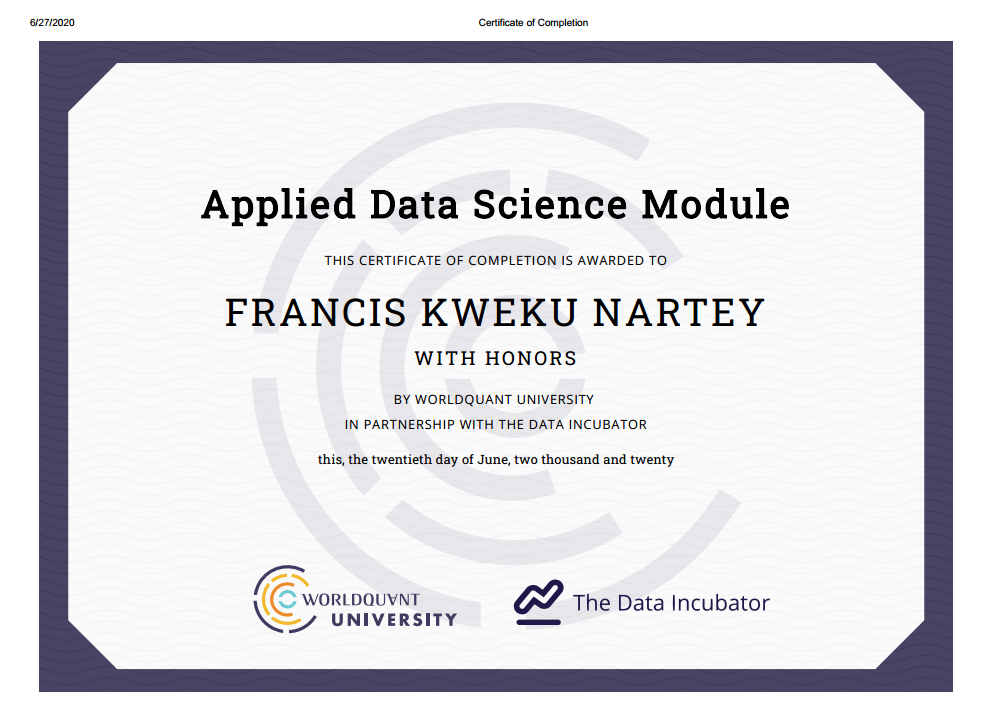 6/27/2020 Certificate of Completion
Applied Data Science Module
THIS CERTIFICATE OF COMPLETION IS AWARDED TO
FRANCIS KWEKU NARTEY
WITH HONORS
BY WORLDQUANT UNIVERSITY
IN PARTNERSHIP WITH THE DATA INCUBATOR
this, the twentieth day of June, two thousand and twenty
WORLDQUANT
UNIVERSITY
The Data Incubator